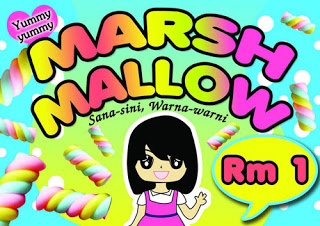 Yummy
yummy
MARSH
MALLOW
Sana-sini, Warna-warni
Rm 1